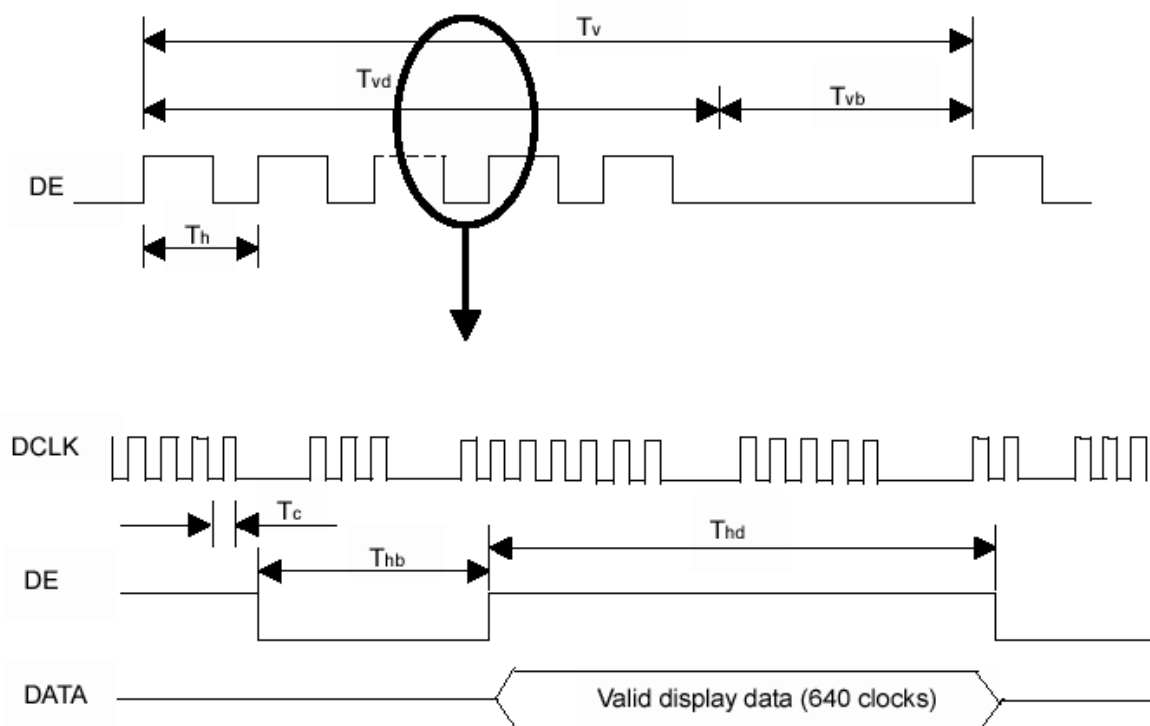 Tv
Tvd
Tvb
DE
Th
DCLK
Tc
Thd
Thb
DE
DATA
Valid display data (640 clocks)